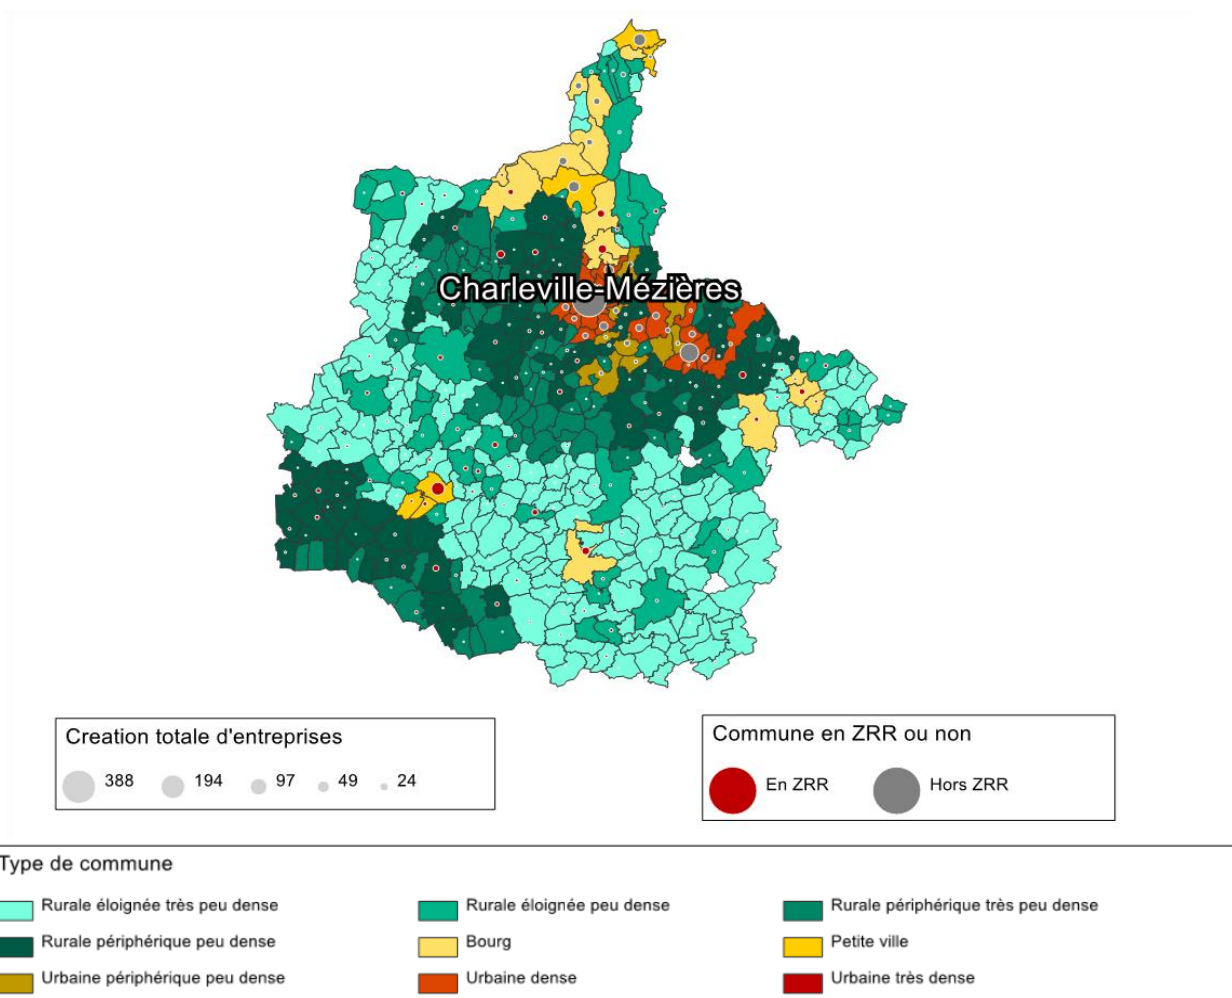 Charleville-Mézières
Creation totale d'entreprises
388 194 97 49 24
Commune en ZRR ou non
En ZRR Hors ZRR
Type de commune
Rurale éloignée très peu dense Rurale éloignée peu dense Rurale périphérique très peu dense
Rurale périphérique peu dense Bourg Petite ville
Urbaine périphérique peu dense Urbaine dense Urbaine très dense